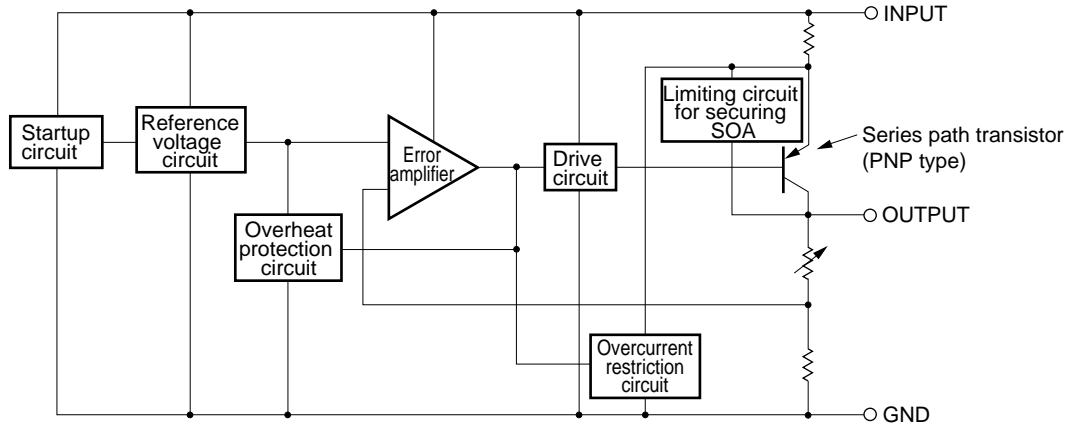 INPUT
Limiting circuit
for securing
SOA
Startup
circuit
Reference
voltage
circuit
Error
amplifier
Drive
circuit
Series path transistor
(PNP type)
OUTPUT
Overheat
protection
circuit
Overcurrent
restriction
circuit
GND